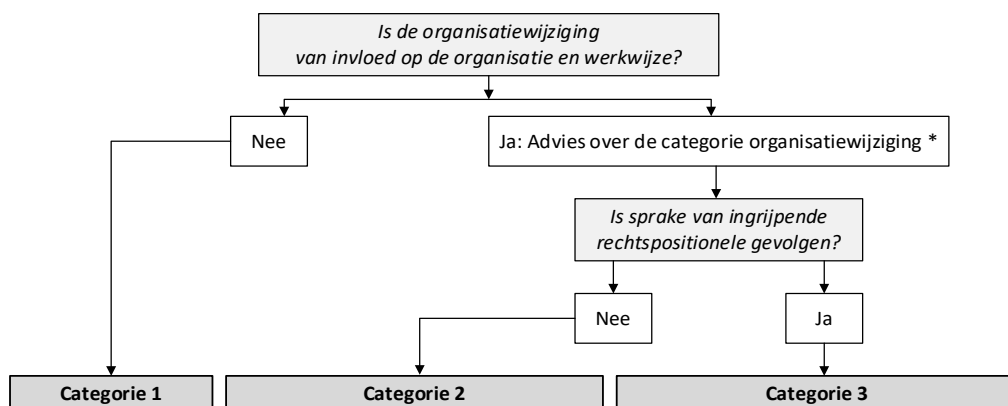 Is de organisatiewijziging
van invloed op de organisatie en werkwijze?
Nee
Ja: Advies over de categorie organisatiewijziging *
Is sprake van ingrijpende
rechtspositionele gevolgen?
Nee
Ja
Categorie 1
Categorie 2
Categorie 3